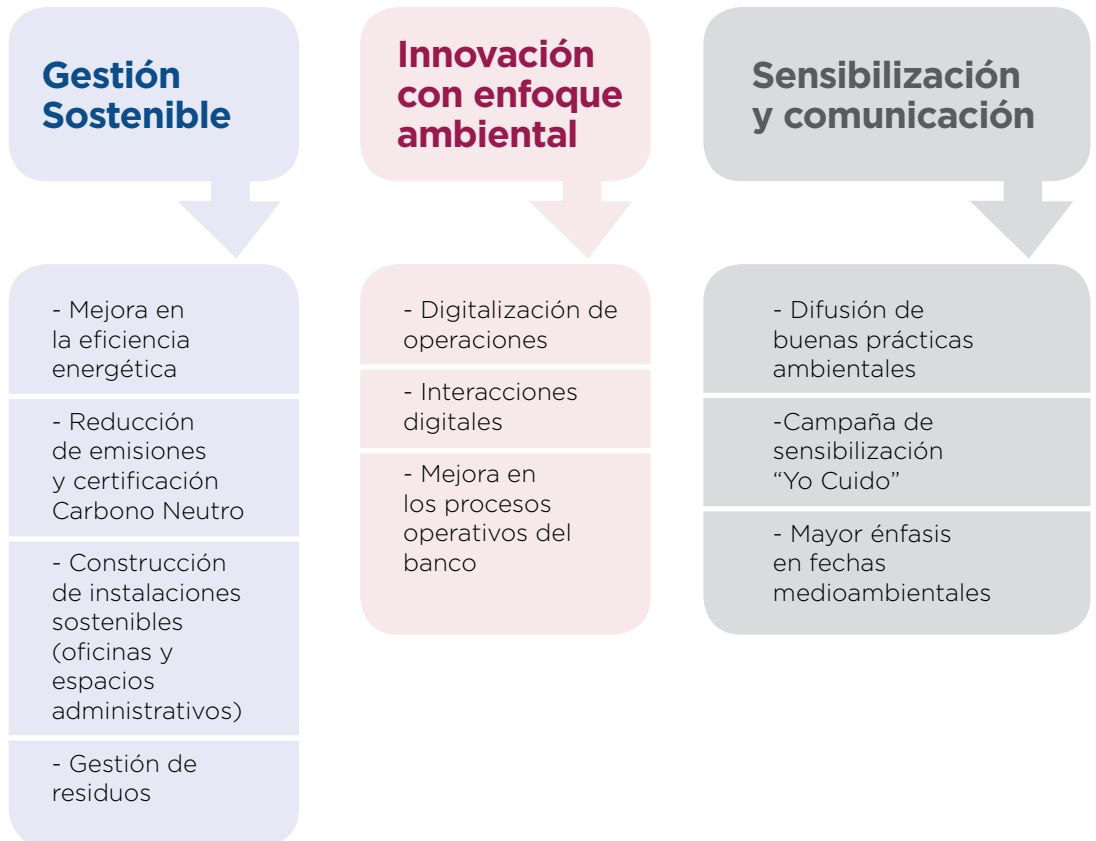 Gestión
Sostenible
- Mejora en
la eficiencia
energética
- Reducción
de emisiones
y certificación
Carbono Neutro
- Construcción
de instalaciones
sostenibles
(oficinas y
espacios
administrativos)
- Gestión de
residuos
Innovación
con enfoque
ambiental
- Digitalización de
operaciones
- Interacciones
digitales
- Mejora en
los procesos
operativos del
banco
Sensibilización
y comunicación
- Difusión de
buenas prácticas
ambientales
-Campaña de
sensibilización
“Yo Cuido”
- Mayor énfasis
en fechas
medioambientales